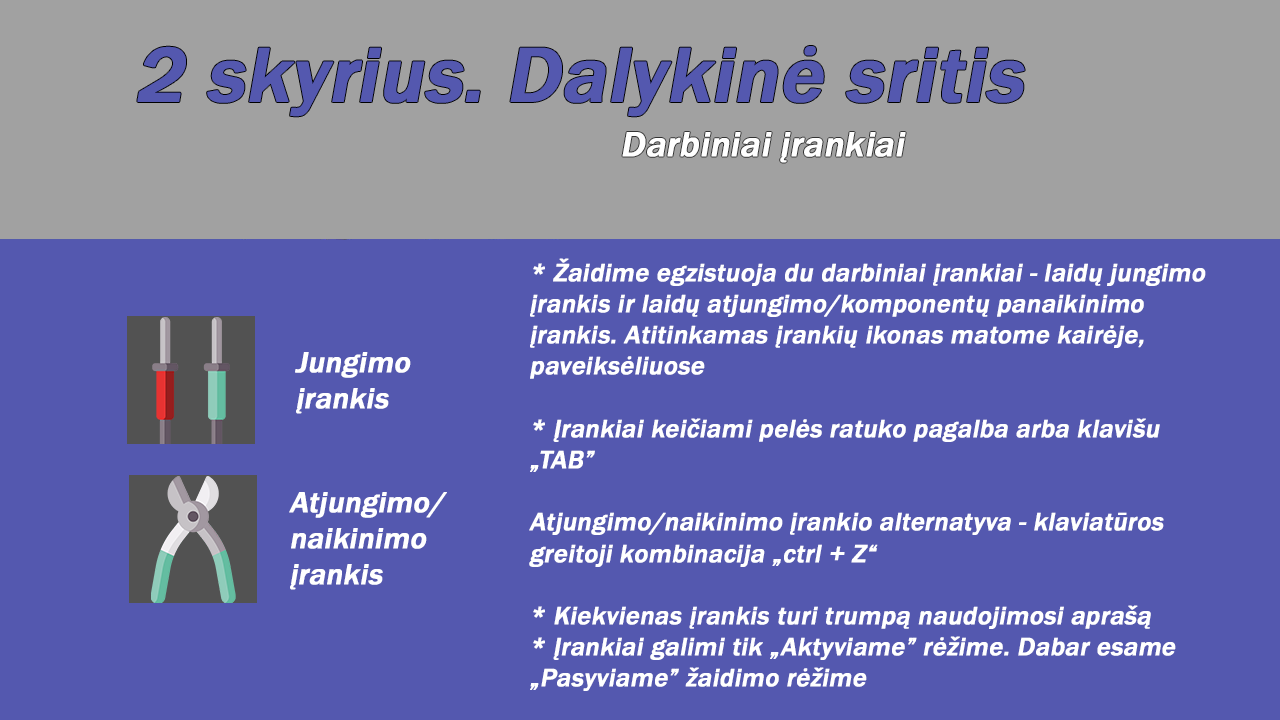 2 skyrius. Dalykinė sritis
Darbiniai įrankiai
Jungimo
įrankis
Atjungimo/
naikinimo
įrankis
* Žaidime egzistuoja du darbiniai įrankiai - laidų jungimo
įrankis ir laidų atjungimo/komponentų panaikinimo
įrankis. Atitinkamas įrankių ikonas matome kairėje,
paveiksėliuose
* Įrankiai keičiami pelės ratuko pagalba arba klavišu
„TAB”
Atjungimo/naikinimo įrankio alternatyva - klaviatūros
greitoji kombinacija „ctrl + Z“
* Kiekvienas įrankis turi trumpą naudojimosi aprašą
* Įrankiai galimi tik „Aktyviame” rėžime. Dabar esame
„Pasyviame” žaidimo rėžime